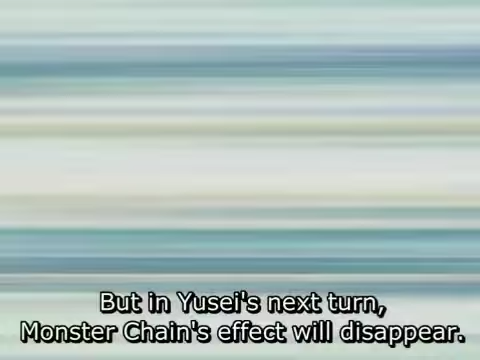 But in Yusei's next turn,
Monster Chain's effect will disappear.